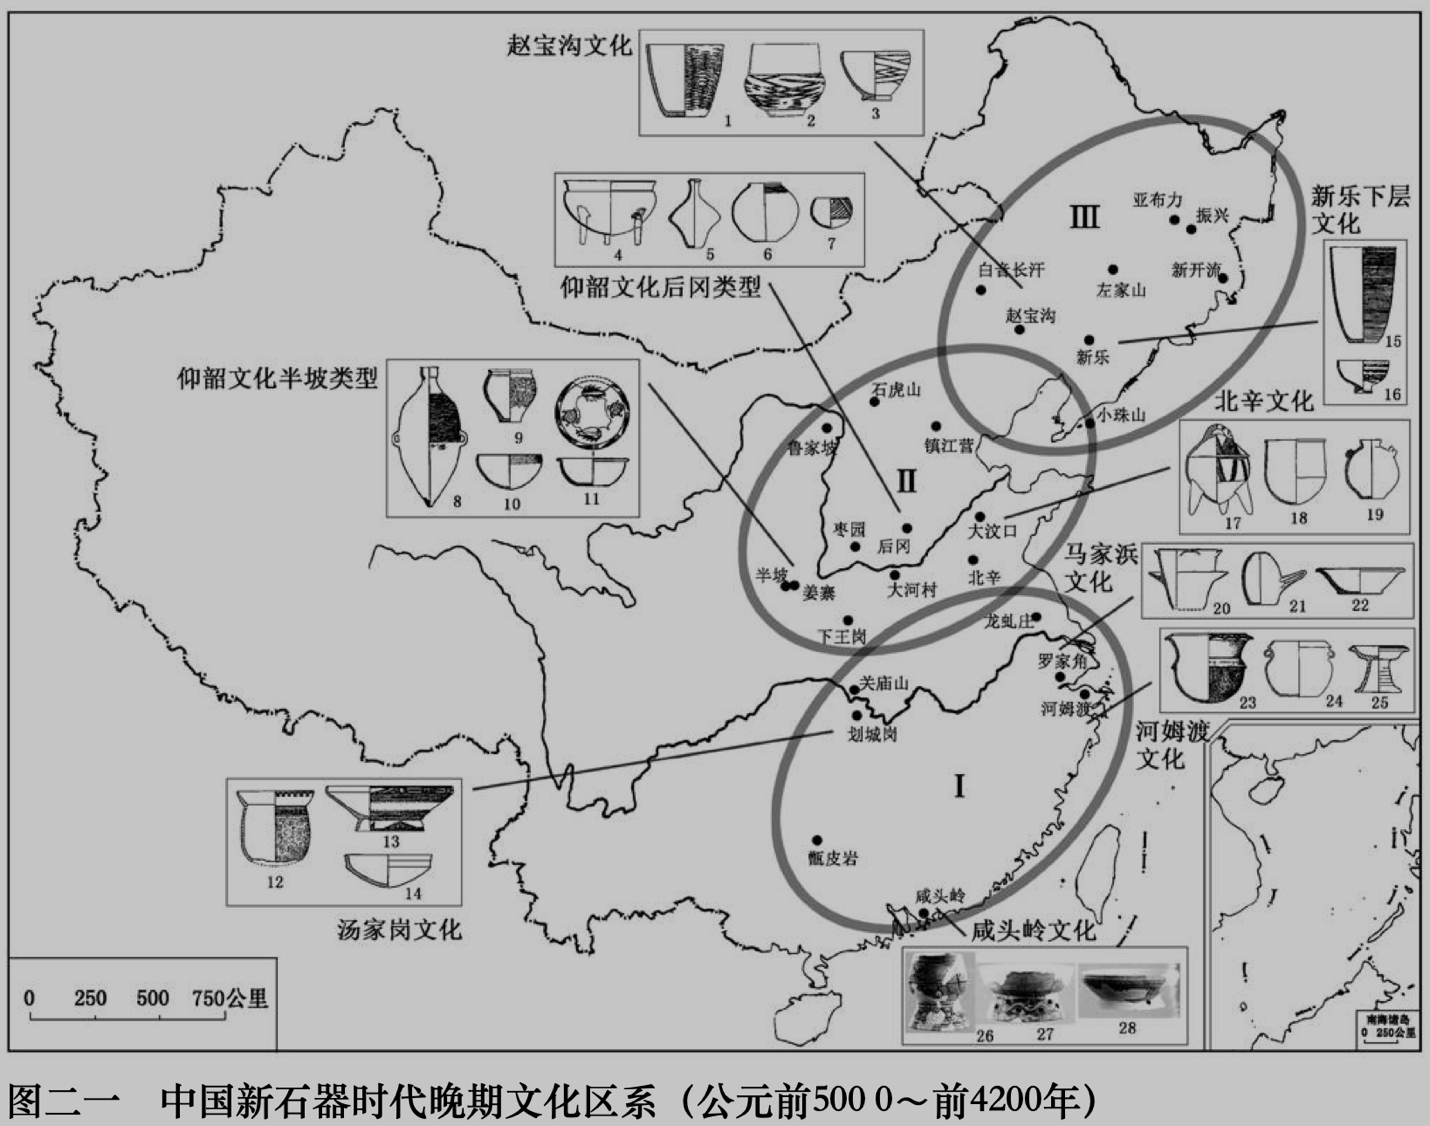 赵宝沟文化
1
2
3
4
5
6
7
仰韶文化后冈类型
III
亚布力
振兴
新乐下层
文化
白音长汗
左家山
新开流
赵宝沟
新乐
15
16
仰韶文化半坡类型
8
9
10
11
石虎山
鲁家坡
镇江营
小珠山
北辛文化
17
18
19
II
枣园
后冈
大汶口
半坡
姜寨
大河村
北辛
下王岗
马家浜
文化
20
21
22
龙虬庄
罗家角
河姆渡
23
24
25
河姆渡
文化
关庙山
划城岗
I
12
13
14
汤家岗文化
甑皮岩
咸头岭
咸头岭文化
26
27
28
0 250 500 750公里
南海诸岛
0 250公里
图二一 中国新石器时代晚期文化区系（公元前500 0～前4200年）